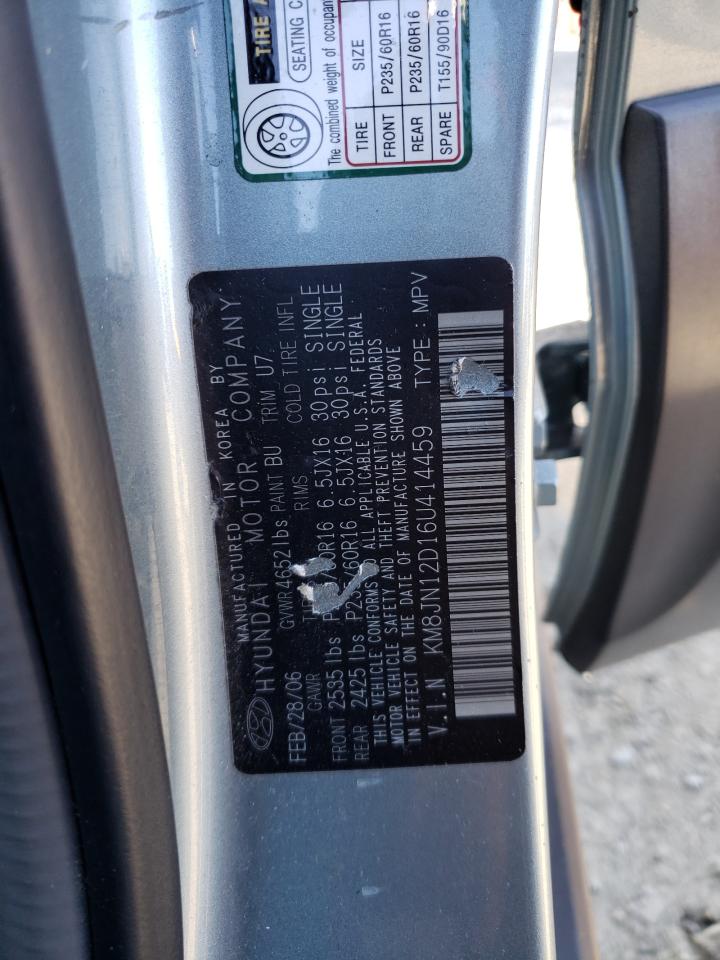 TIRE A
SEATING C
The combined weight of occupan
TIRE SIZE
FRONT P235/60R16
REAR P235/60R16
SPARE T155/90D16
MANUFACTURED IN KOREA BY
HYUNDAI MOTOR COMPANY
FEB/28/06 GVWR 4652 lbs PAINT BU TRIM U7
GAWR RIMS COLD TIRE INFL
FRONT 2535 lbs 60R16 6.5JX16 30psi SINGLE
REAR 2425 lbs P235/60R16 6.5JX16 30psi SINGLE
THIS VEHICLE CONFORMS TO ALL APPLICABLE U.S.A. FEDERAL
MOTOR VEHICLE SAFETY AND THEFT PREVENTION STANDARDS
IN EFFECT ON THE DATE OF MANUFACTURE SHOWN ABOVE
V.I.N KM8JN12D16U414459 TYPE: MPV